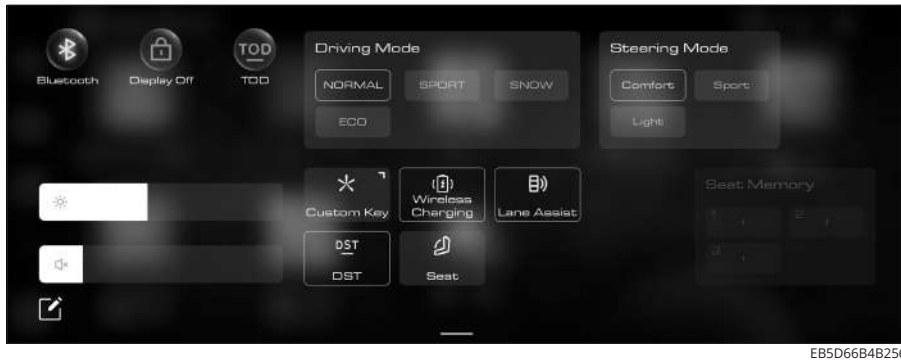 TOD
Bluetooth
Display Off
TOD
Driving Mode
NORMAL
SPORT
SNOW
ECO
Steering Mode
Comfort
Sport
Light
Custom Key
Wireless
Charging
Lane Assist
DST
DST
Seat
Seat Memory
1
2
3